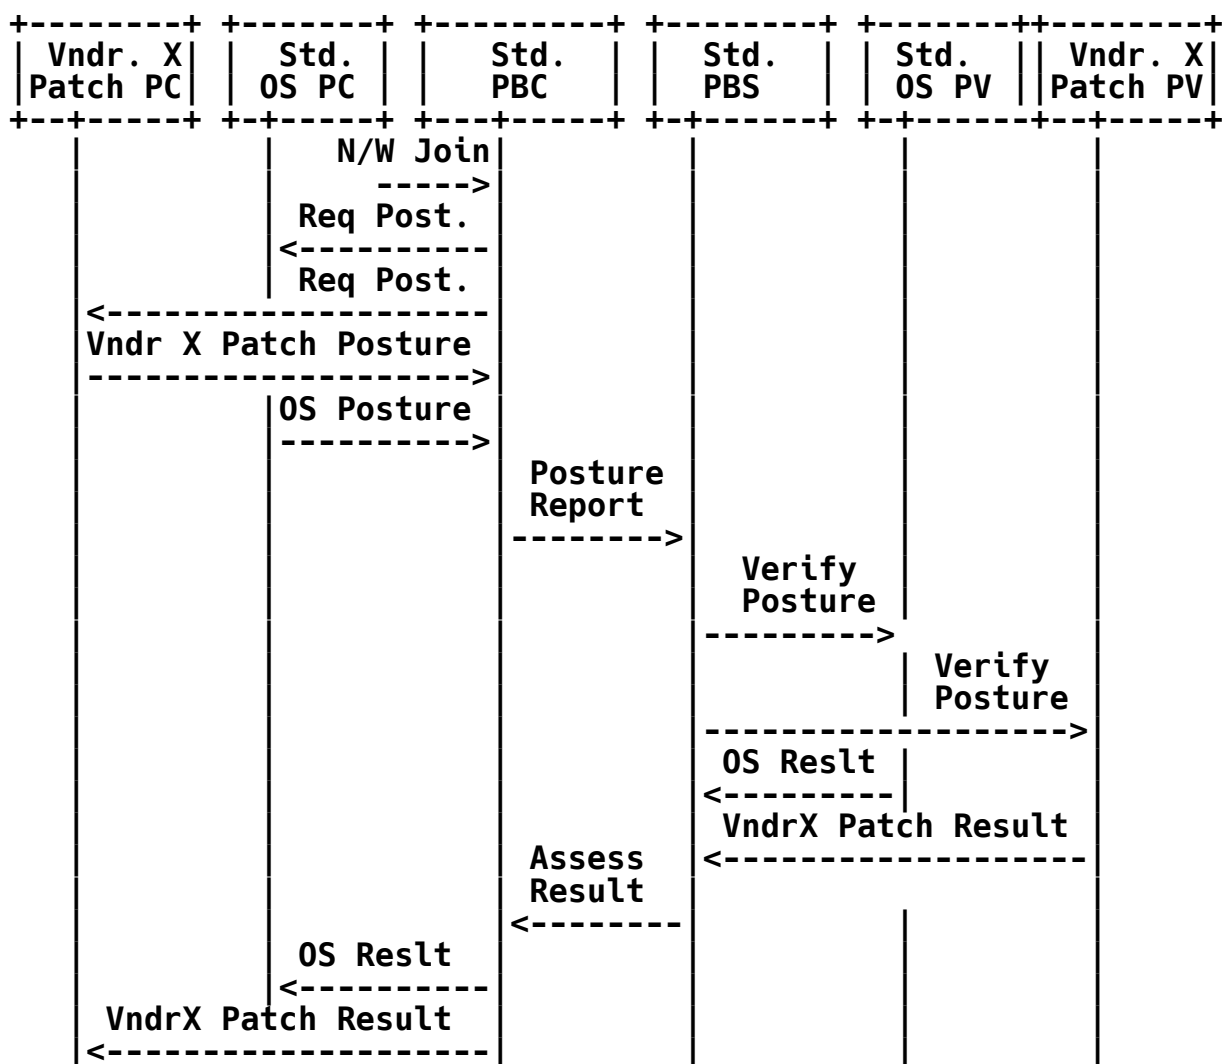 Vndr. X Std. Std. Std. Std. Vndr. X
Patch PC OS PC PBC PBS OS PV Patch PV
N/W Join
Req Post.
Req Post.
Vndr X Patch Posture
OS Posture
Posture
Report
Verify
Posture
Verify
Posture
OS Reslt
VndrX Patch Result
Assess
Result
OS Reslt
VndrX Patch Result